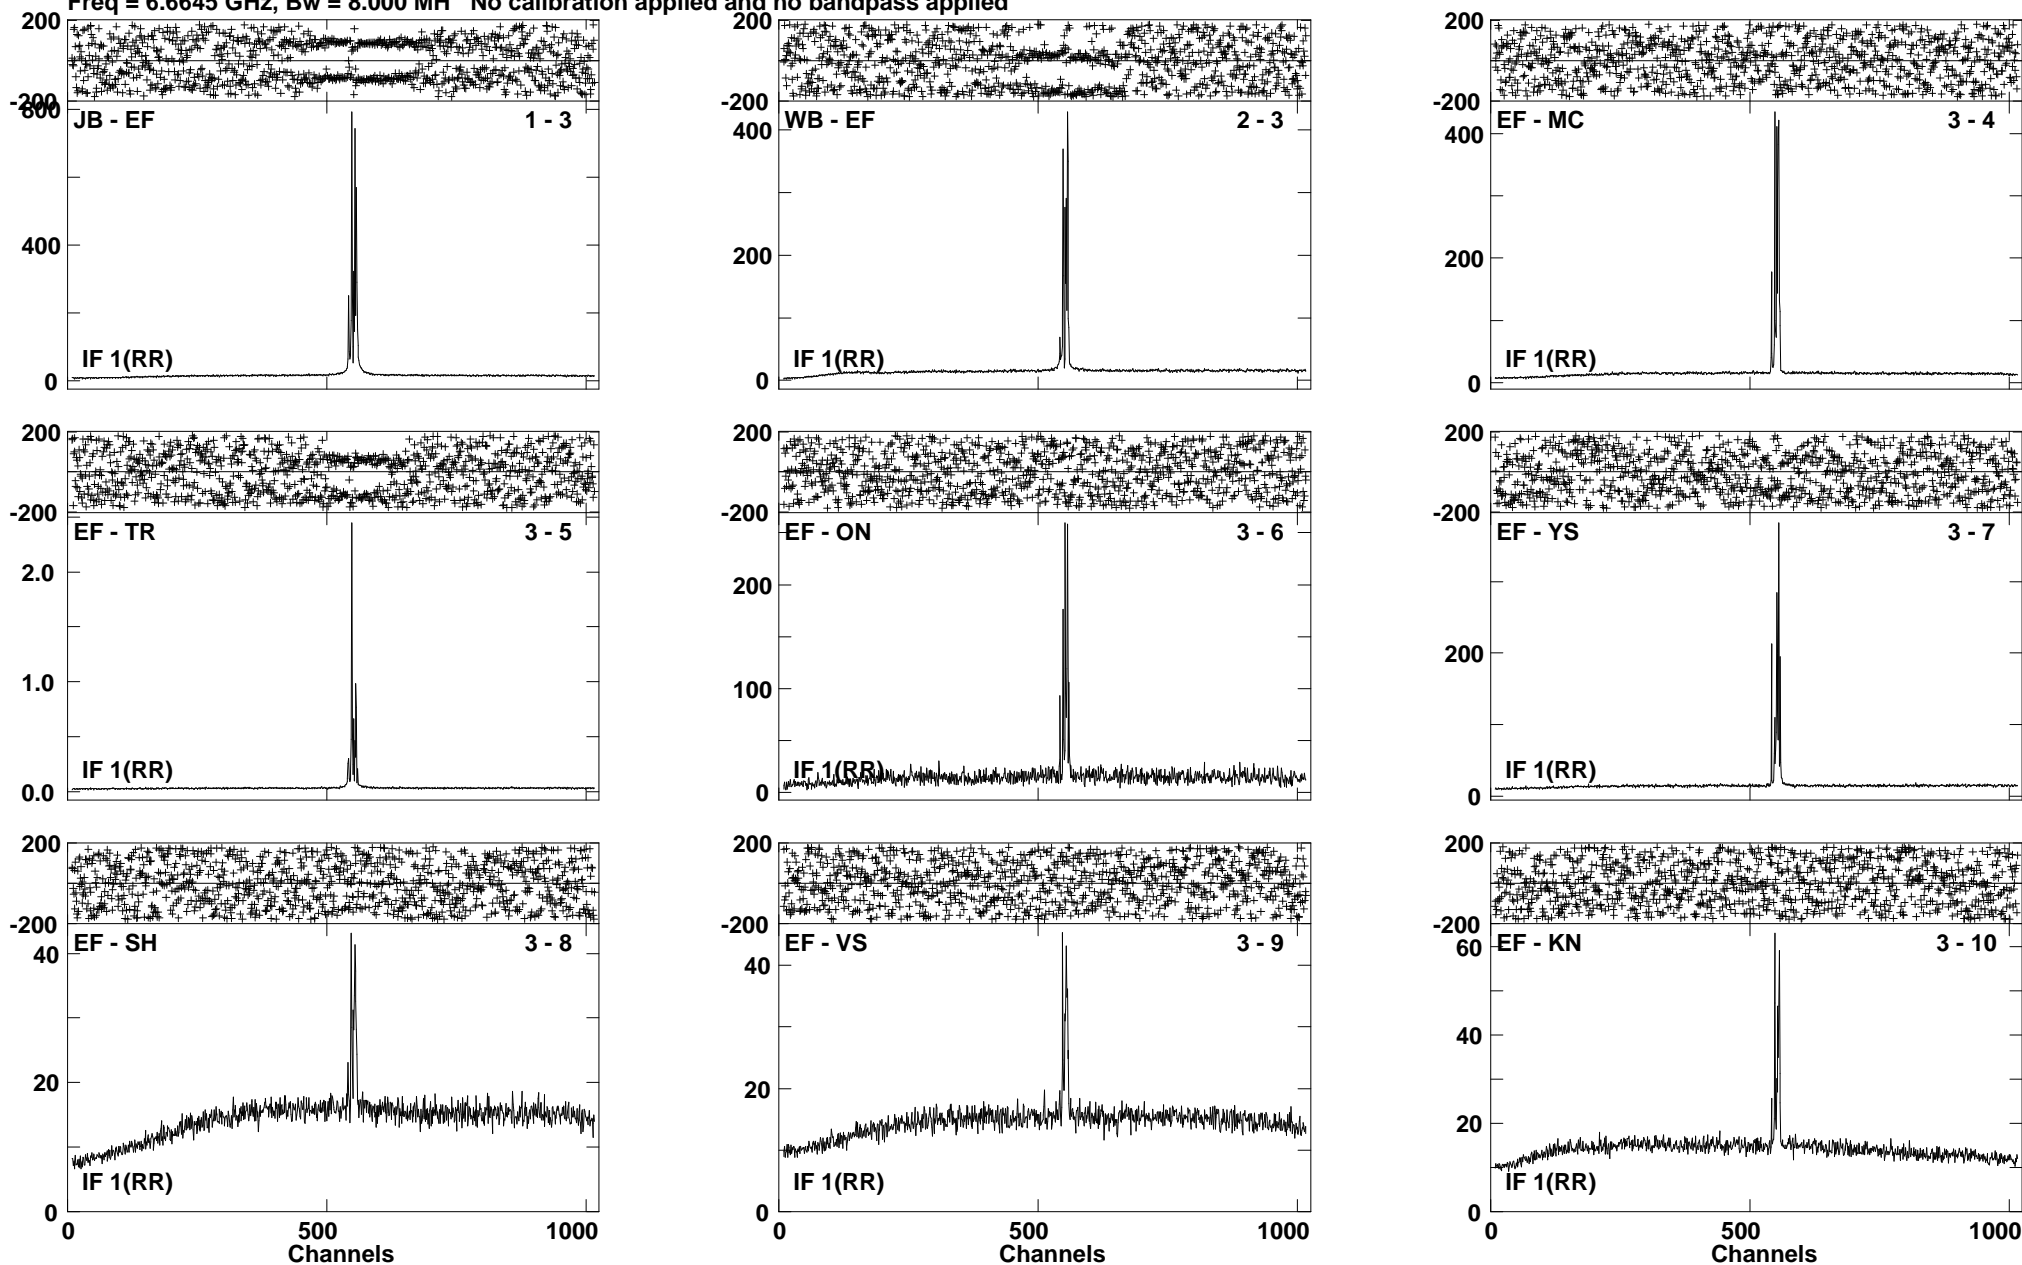 Freq = 6.6645 GHz, Bw = 8.000 MH No calibration applied and no bandpass applied
200 200 200
-200 -200 -200
800
JB - EF 1 - 3 WB - EF 2 - 3 EF - MC 3 - 4
400 400
400
200 200
IF 1(RR) IF 1(RR) IF 1(RR)
0 0 0
200 200 200
-200 -200 -200
EF - TR 3 - 5 EF - ON 3 - 6 EF - YS 3 - 7
2.0 200
200
1.0 100
IF 1(RR) IF 1(RR) IF 1(RR)
0.0 0 0
200 200 200
-200 -200 -200
EF - SH 3 - 8 EF - VS 3 - 9 EF - KN 3 - 10
40 40 60
40
20 20 20
IF 1(RR) IF 1(RR) IF 1(RR)
0 0 0
0 500 1000 0 500 1000 0 500 1000
Channels Channels Channels